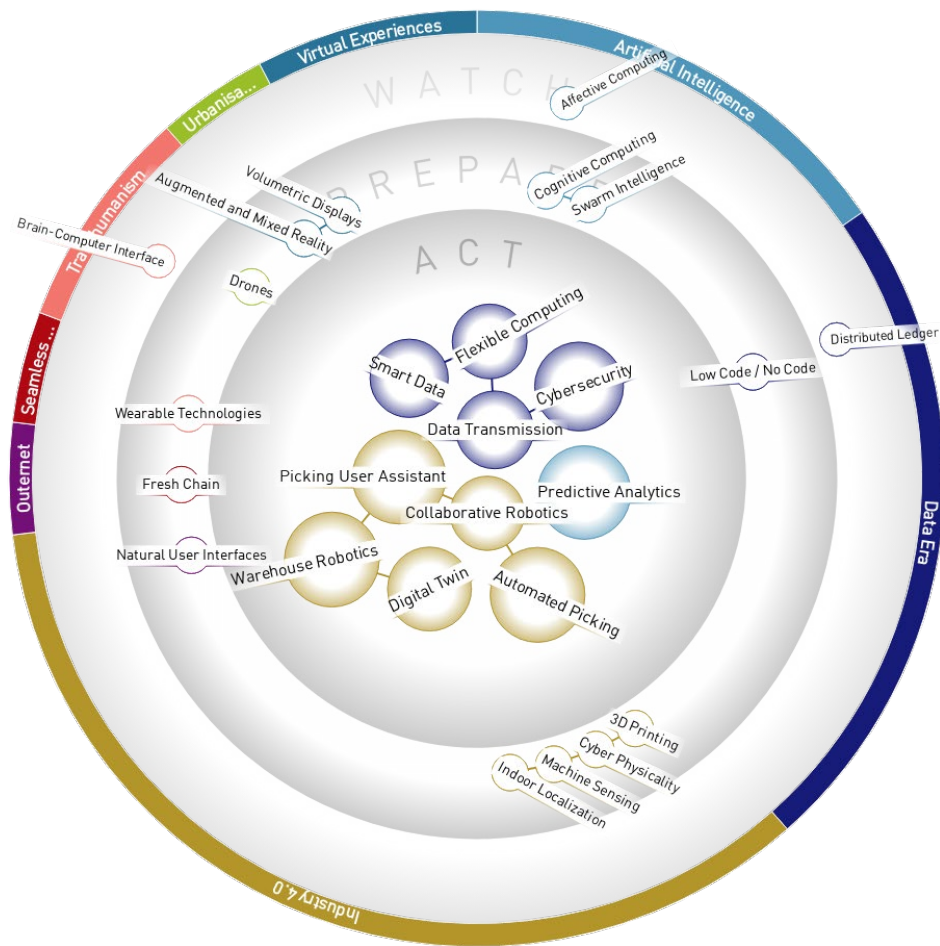 Virtual Experiences
Artificial Intelligence
Urbanisa...
WATCH
Affective Computing
Transhumanism
PREPARE
Cognitive Computing
Swarm Intelligence
Volumetric Displays
Augmented and Mixed Reality
Brain-Computer Interface
ACT
Drones
Flexible Computing
Smart Data
Cybersecurity
Data Transmission
Distributed Ledger
Low Code / No Code
Seamless ...
Wearable Technologies
Outernet
Fresh Chain
Picking User Assistant
Predictive Analytics
Collaborative Robotics
Data Era
Natural User Interfaces
Warehouse Robotics
Digital Twin
Automated Picking
3D Printing
Cyber Physicality
Machine Sensing
Indoor Localization
Industry 4.0